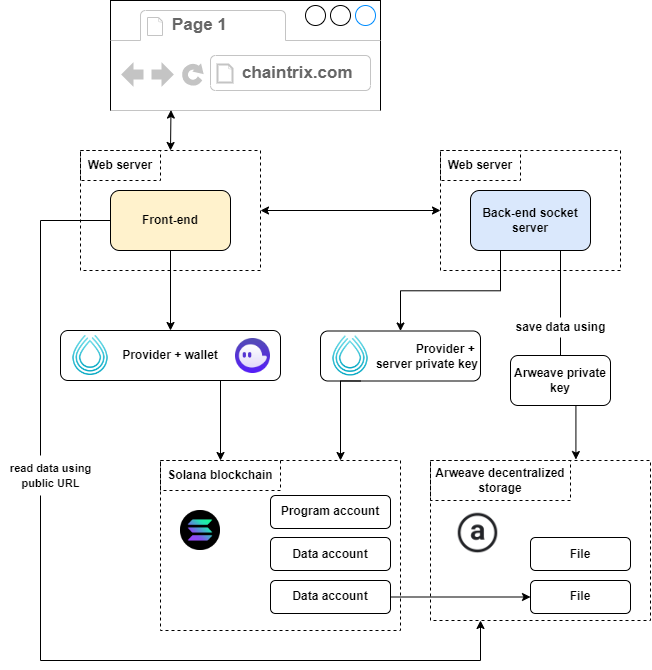 Page 1
chaintrix.com
Web server
Web server
Front-end
Back-end socket
server
save data using
Provider + wallet
Provider +
server private key
Arweave private
key
read data using
public URL
Solana blockchain
Arweave decentralized
storage
Program account
a
Data account
File
Data account
File